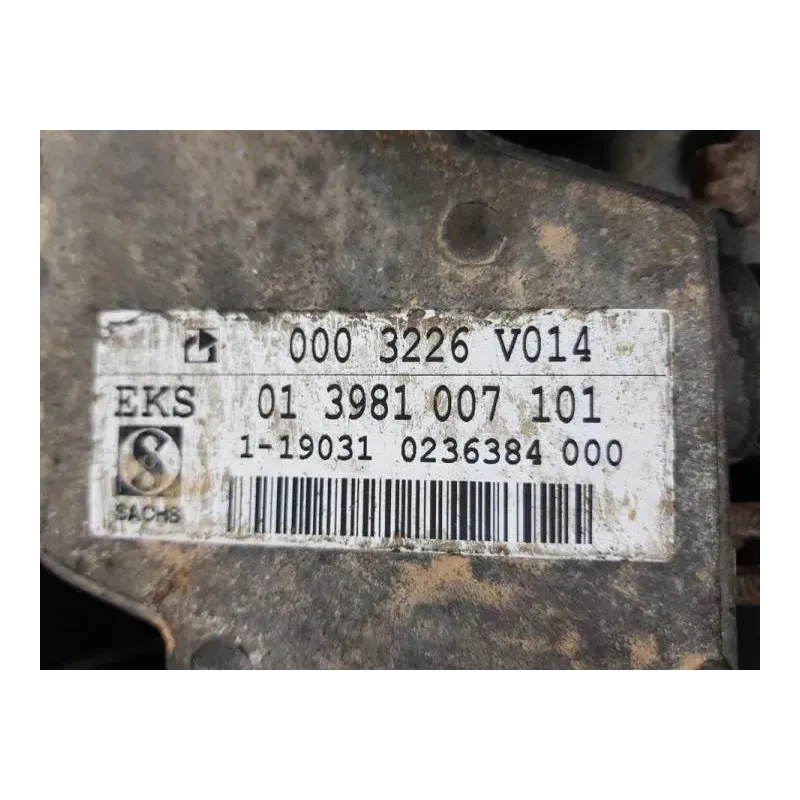 000 3226 V014
EKS 01 3981 007 101
1-19031 0236384 000
SACHS